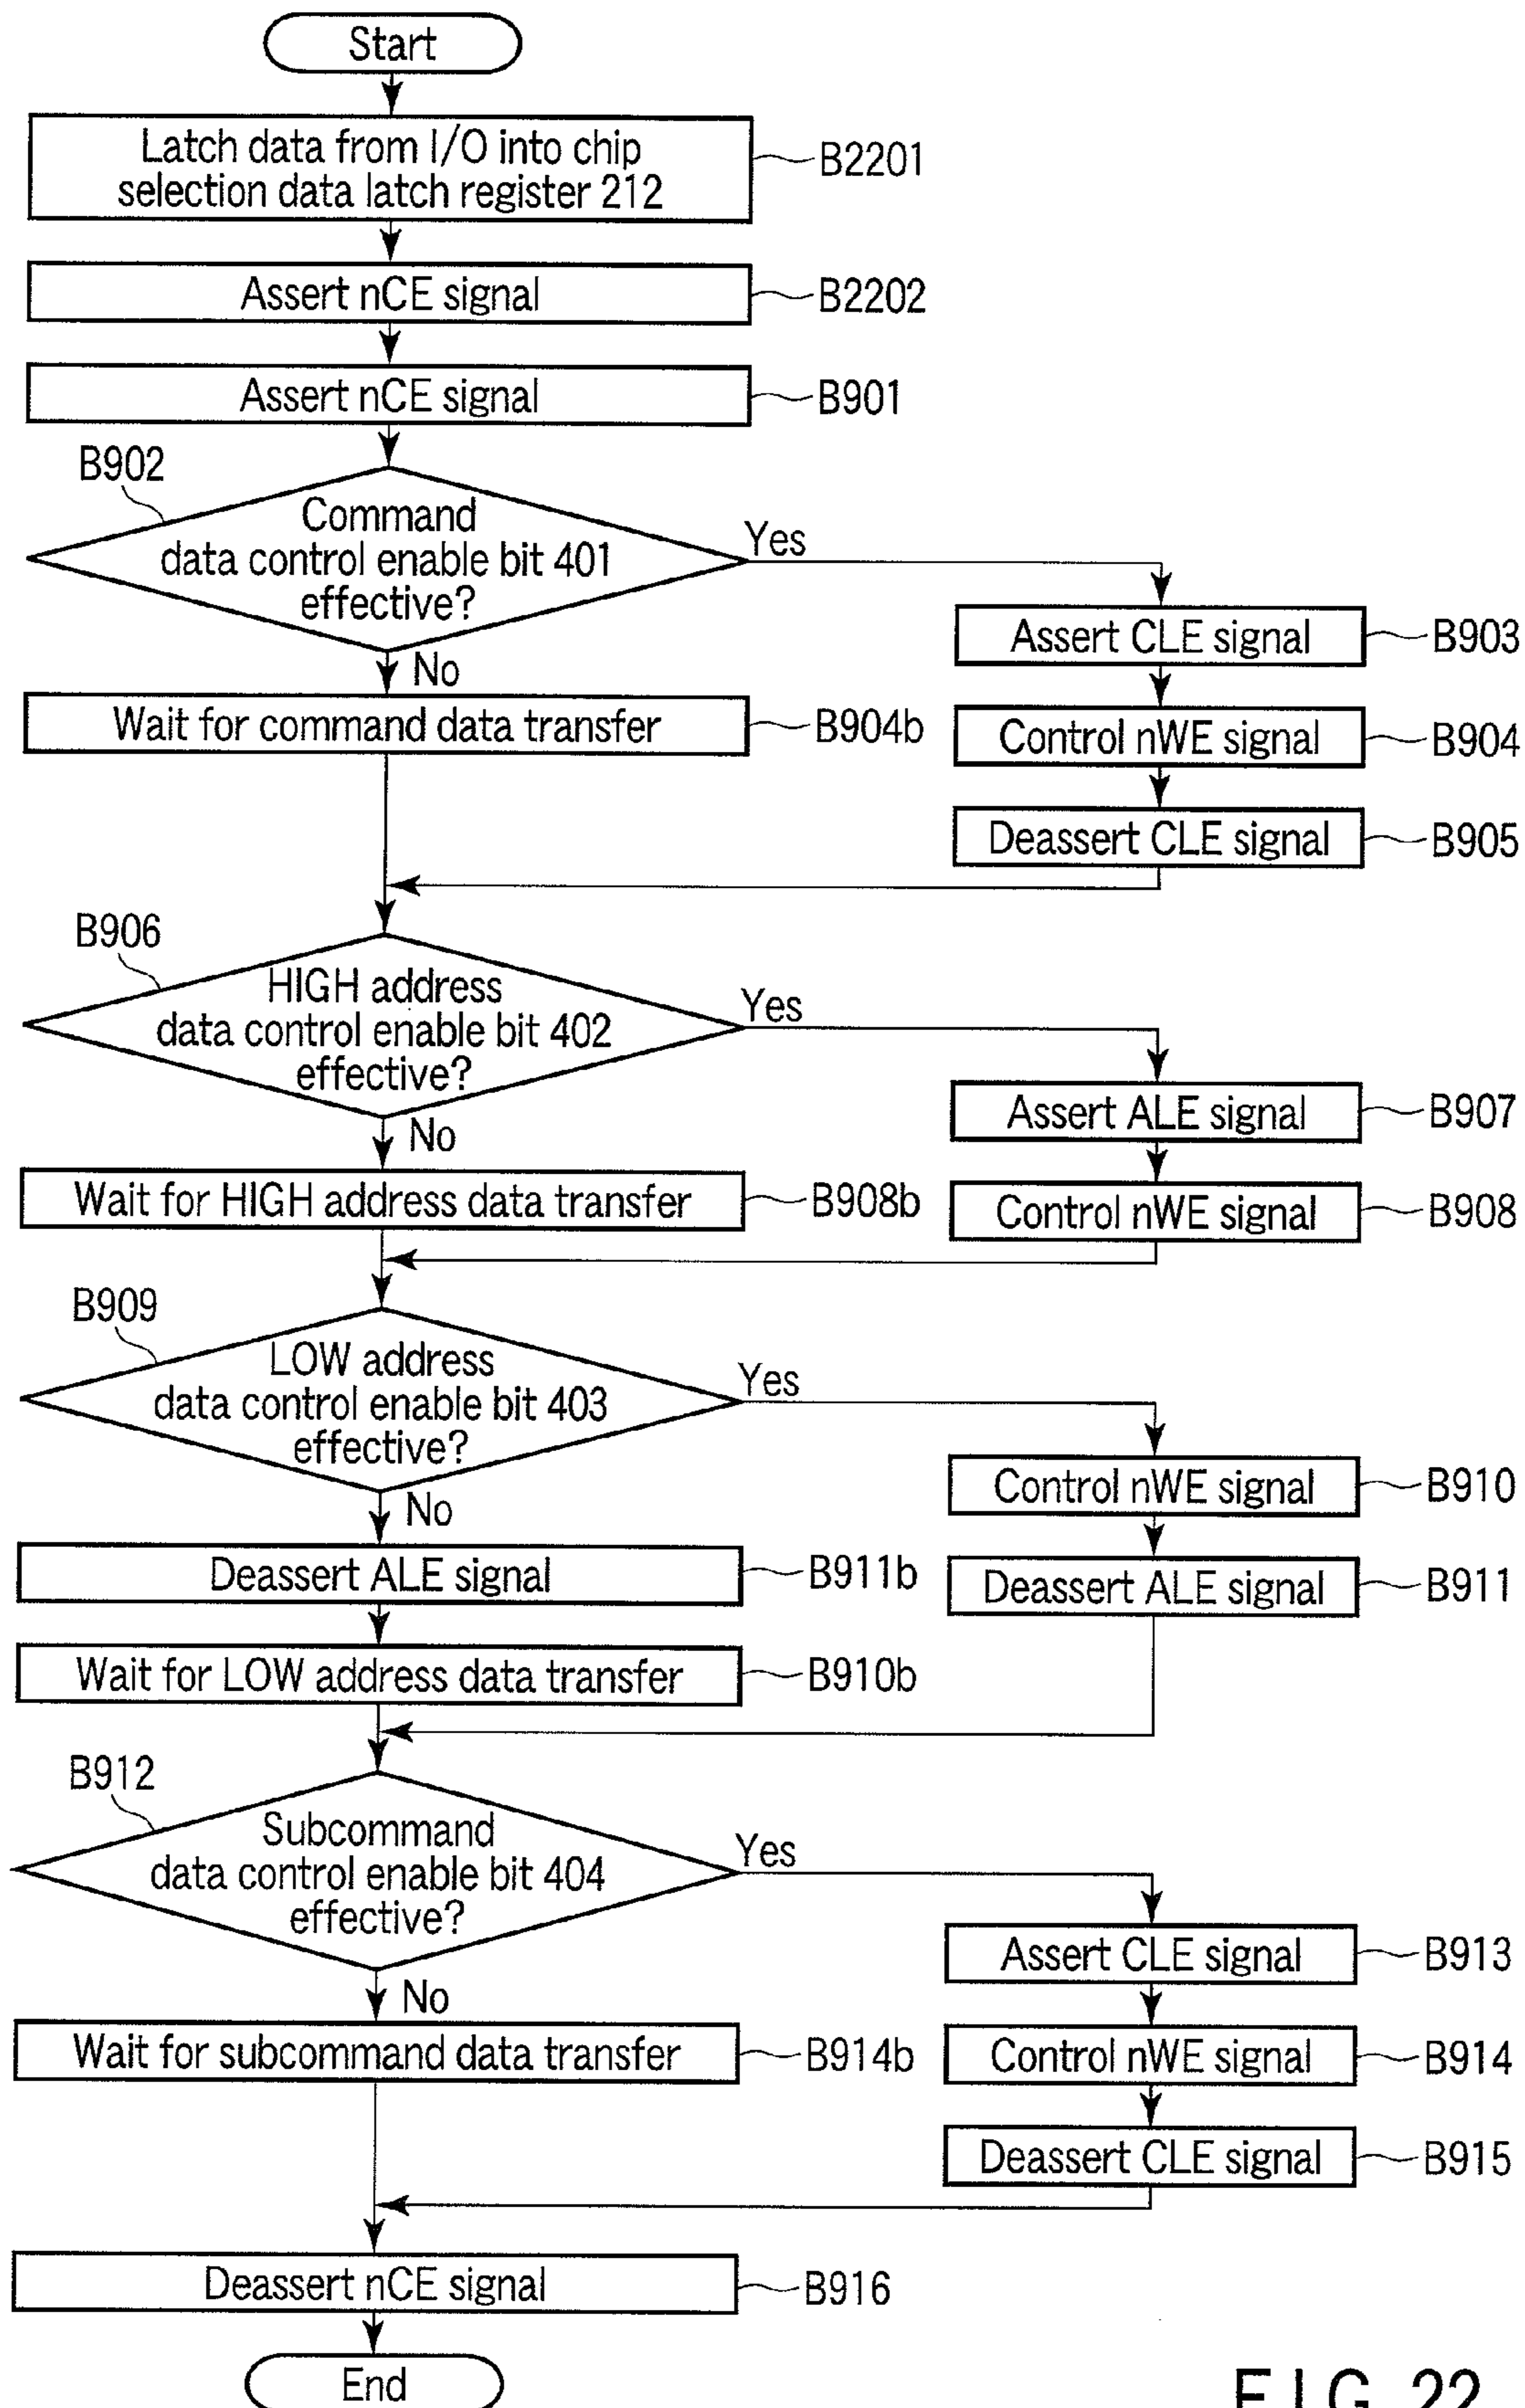 Start
Latch data from I/O into chip
selection data latch register 212
B2201
Assert nCE signal
B2202
Assert nCE signal
B901
B902
Command
data control enable bit 401
effective?
Yes
No
Assert CLE signal
B903
Wait for command data transfer
B904b
Control nWE signal
B904
Deassert CLE signal
B905
B906
HIGH address
data control enable bit 402
effective?
Yes
No
Assert ALE signal
B907
Wait for HIGH address data transfer
B908b
Control nWE signal
B908
B909
LOW address
data control enable bit 403
effective?
Yes
No
Control nWE signal
B910
Deassert ALE signal
B911b
Deassert ALE signal
B911
Wait for LOW address data transfer
B910b
B912
Subcommand
data control enable bit 404
effective?
Yes
No
Assert CLE signal
B913
Wait for subcommand data transfer
B914b
Control nWE signal
B914
Deassert CLE signal
B915
Deassert nCE signal
B916
End
FIG. 22